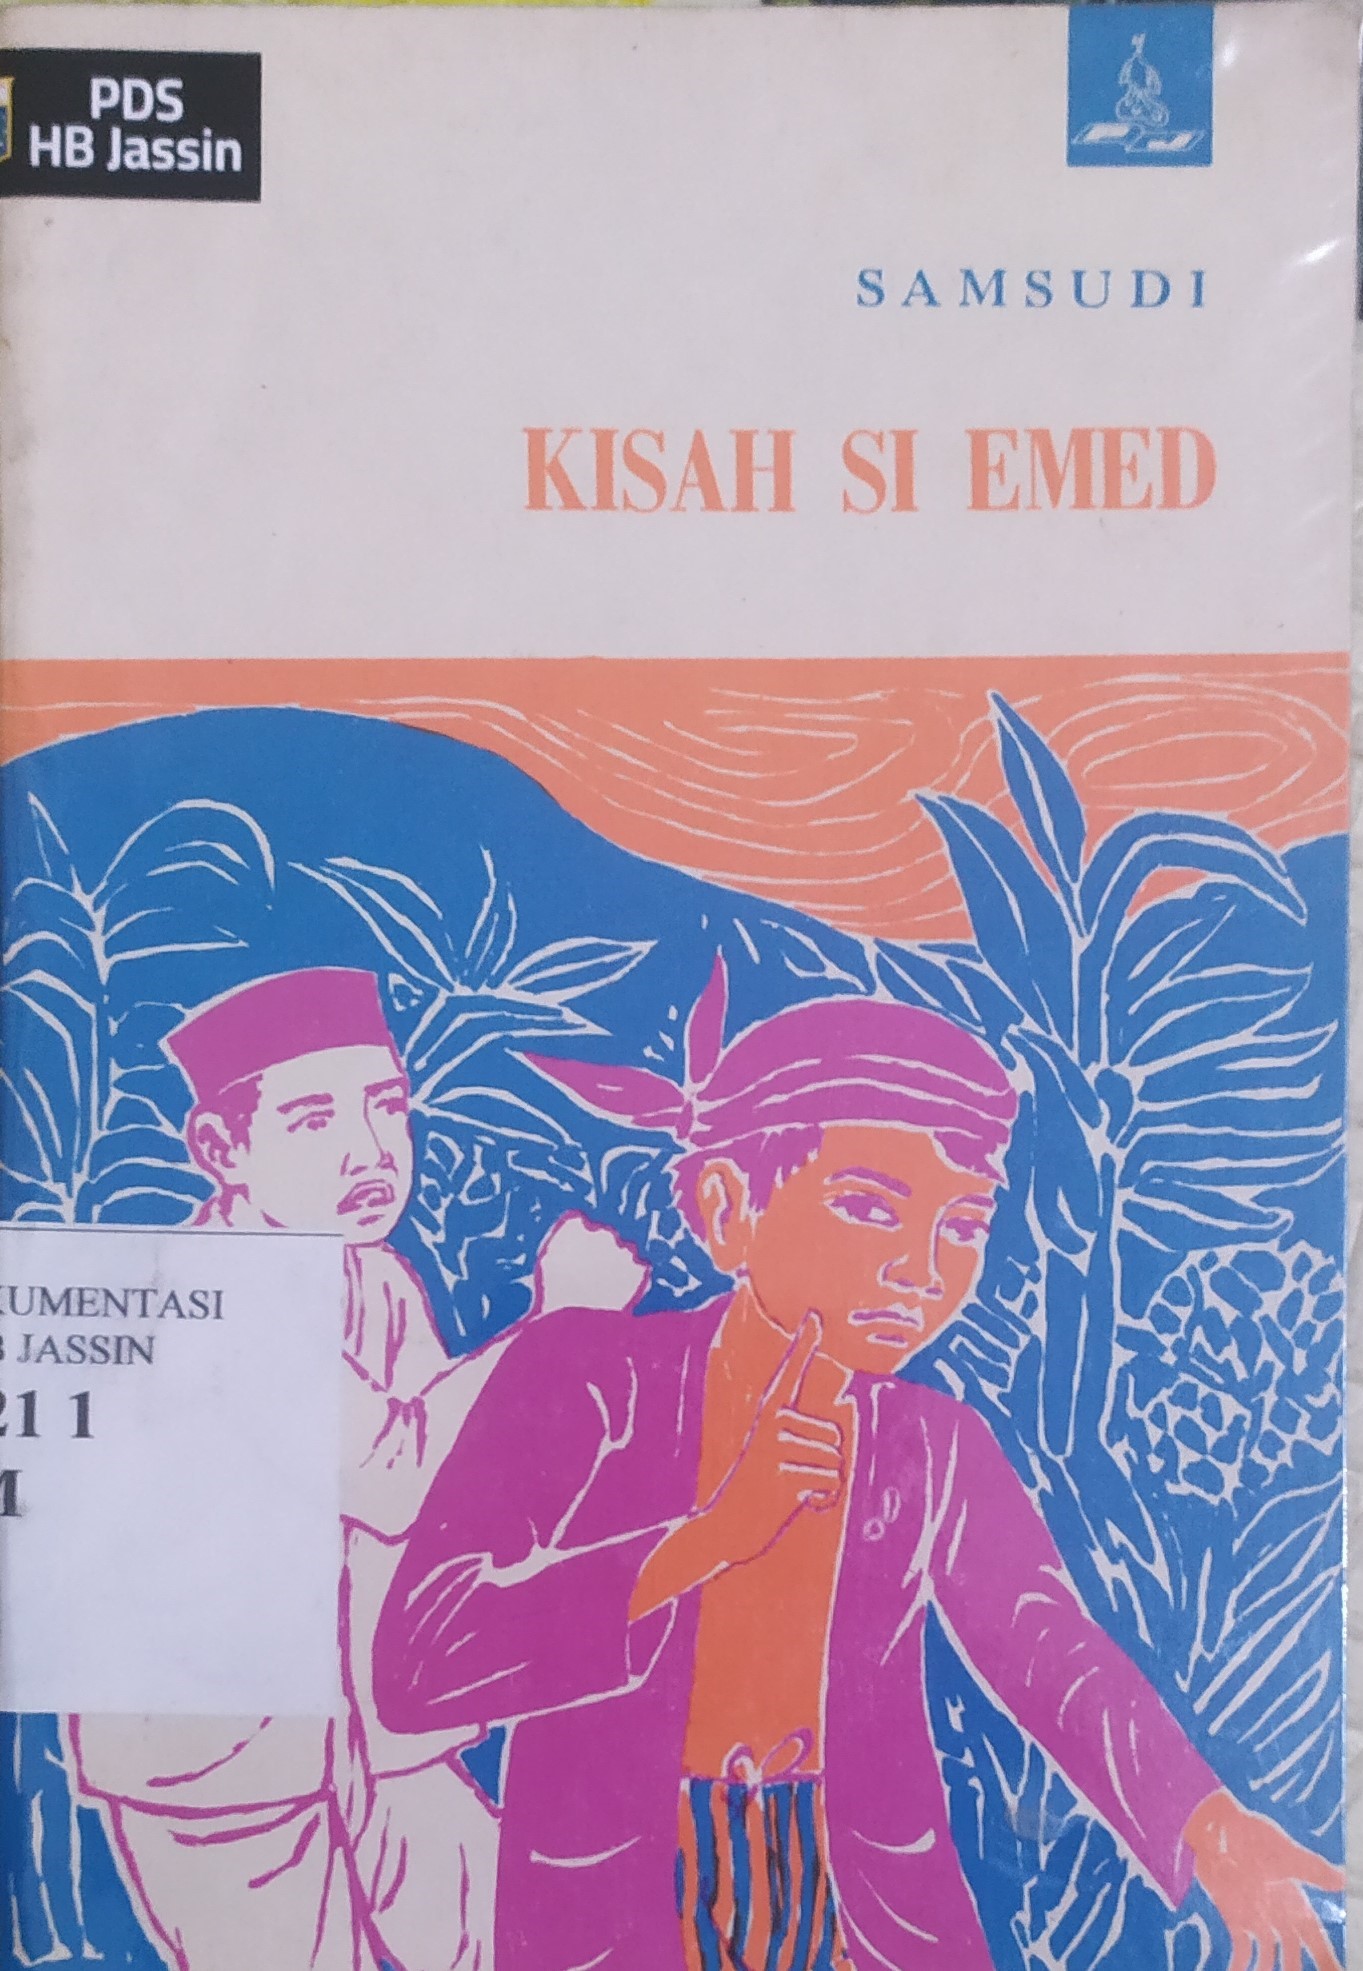 PDS
HB Jassin
SAMSUDI
KISAH SI EMED
KUMENTASI
JASSIN
21 1